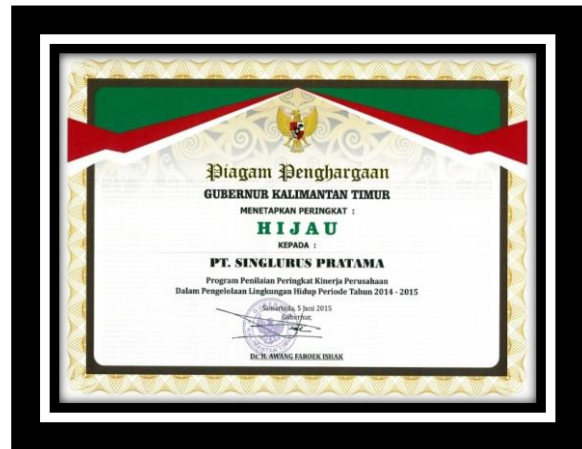 Piagam Penghargaan
GUBERNUR KALIMANTAN TIMUR
MENETAPKAN PERINGKAT :
HIJAU
KEPADA :
PT. SINGLURUS PRATAMA
Program Penilaian Peringkat Kinerja Perusahaan
Dalam Pengelolaan Lingkungan Hidup Periode Tahun 2014 - 2015
Samarinda, 5 Juni 2015
Gubernur,
Dr. H. AWANG FAROEK ISHAK